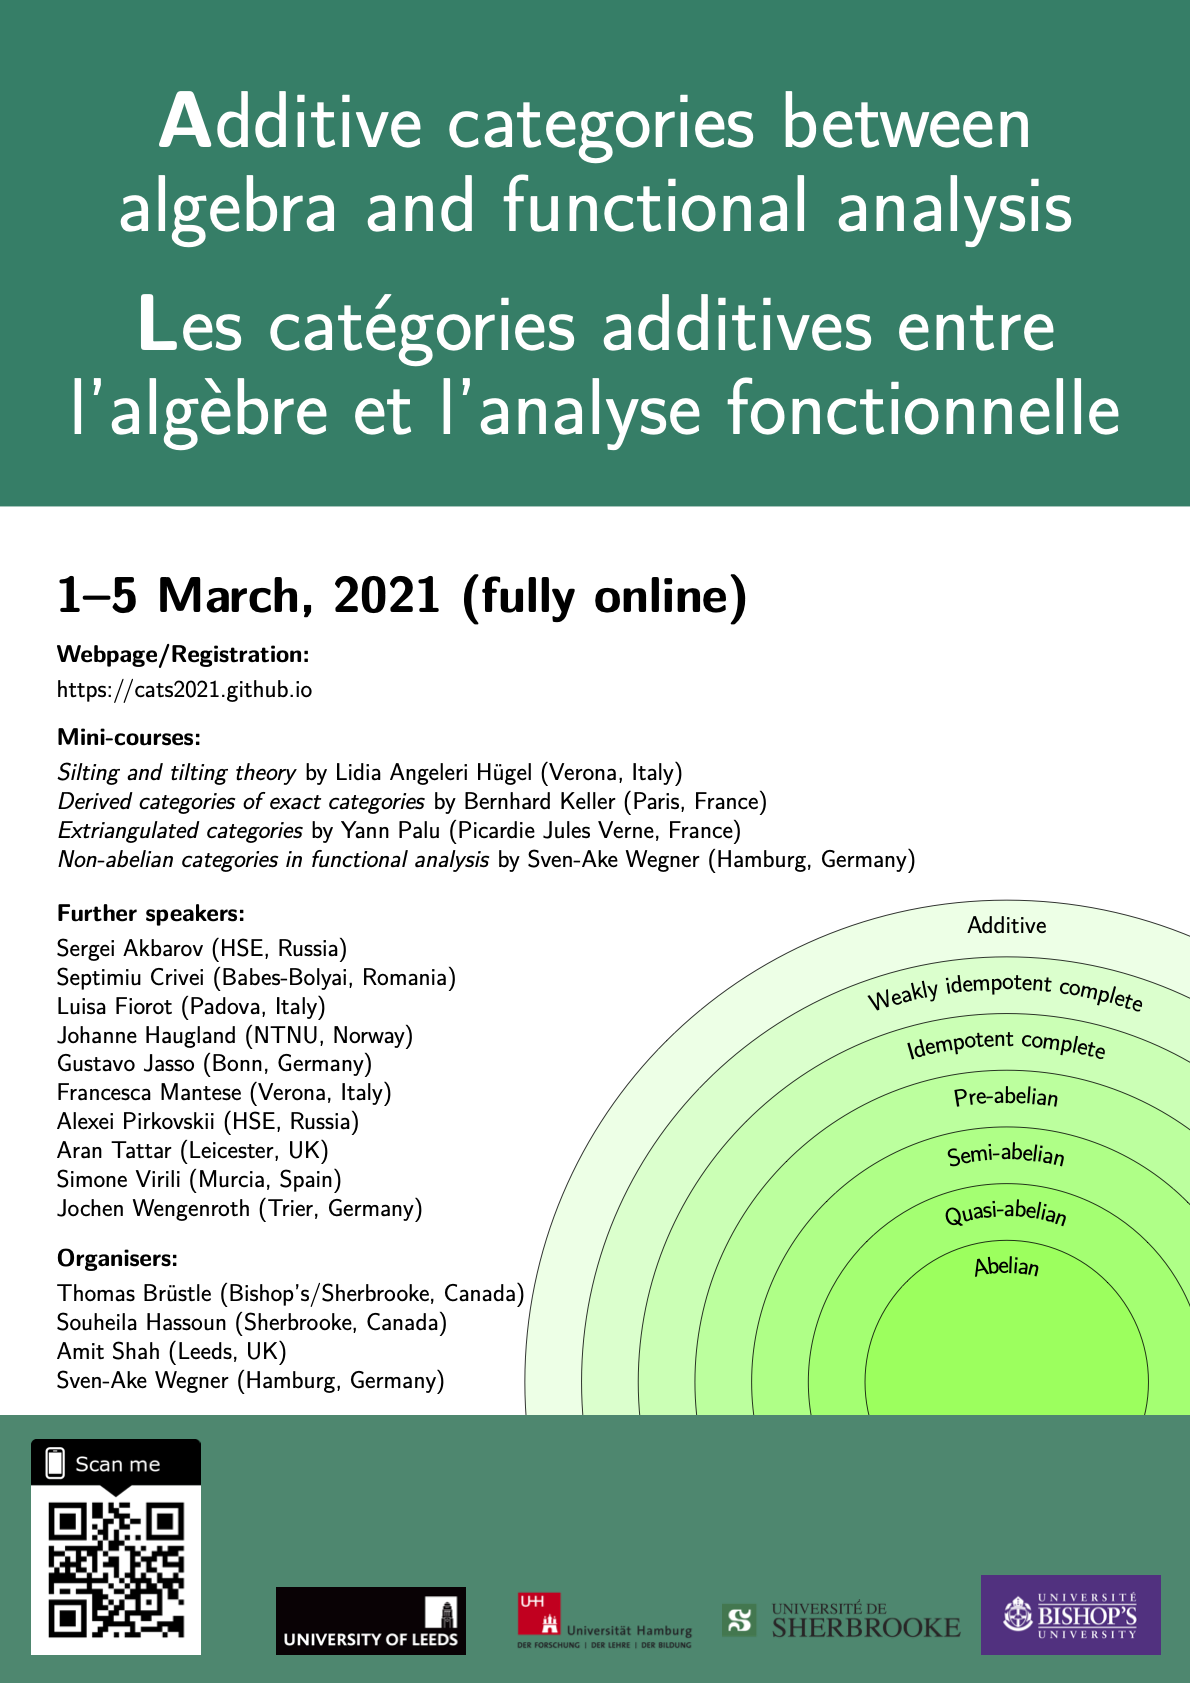 Additive categories between
algebra and functional analysis
Les catégories additives entre
l'algèbre et l'analyse fonctionnelle
1–5 March, 2021 (fully online)
Webpage/Registration:
https://cats2021.github.io
Mini-courses:
Silting and tilting theory by Lidia Angeleri Hügel (Verona, Italy)
Derived categories of exact categories by Bernhard Keller (Paris, France)
Extriangulated categories by Yann Palu (Picardie Jules Verne, France)
Non-abelian categories in functional analysis by Sven-Ake Wegner (Hamburg, Germany)
Further speakers:
Sergei Akbarov (HSE, Russia)
Septimiu Crivei (Babes-Bolyai, Romania)
Luisa Fiorot (Padova, Italy)
Johanne Haugland (NTNU, Norway)
Gustavo Jasso (Bonn, Germany)
Francesca Mantese (Verona, Italy)
Alexei Pirkovskii (HSE, Russia)
Aran Tattar (Leicester, UK)
Simone Virili (Murcia, Spain)
Jochen Wengenroth (Trier, Germany)
Organisers:
Thomas Brüstle (Bishop's/Sherbrooke, Canada)
Souheila Hassoun (Sherbrooke, Canada)
Amit Shah (Leeds, UK)
Sven-Ake Wegner (Hamburg, Germany)
Additive
Weakly idempotent complete
Idempotent complete
Pre-abelian
Semi-abelian
Quasi-abelian
Abelian
Scan me
UNIVERSITY OF LEEDS
UHH
Universität Hamburg
DER FORSCHUNG | DER LEHRE | DER BILDUNG
UNIVERSITÉ DE
SHERBROOKE
UNIVERSITÉ
BISHOP'S
UNIVERSITY